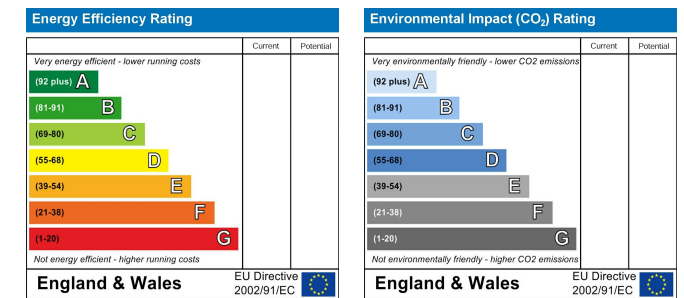 Energy Efficiency Rating
Current Potential
Very energy efficient - lower running costs
(92 plus) A
(81-91) B
(69-80) C
(55-68) D
(39-54) E
(21-38) F
(1-20) G
Not energy efficient - higher running costs
England & Wales
EU Directive
2002/91/EC
Environmental Impact (CO₂) Rating
Current Potential
Very environmentally friendly - lower CO2 emissions
(92 plus) A
(81-91) B
(69-80) C
(55-68) D
(39-54) E
(21-38) F
(1-20) G
Not environmentally friendly - higher CO2 emissions
England & Wales
EU Directive
2002/91/EC